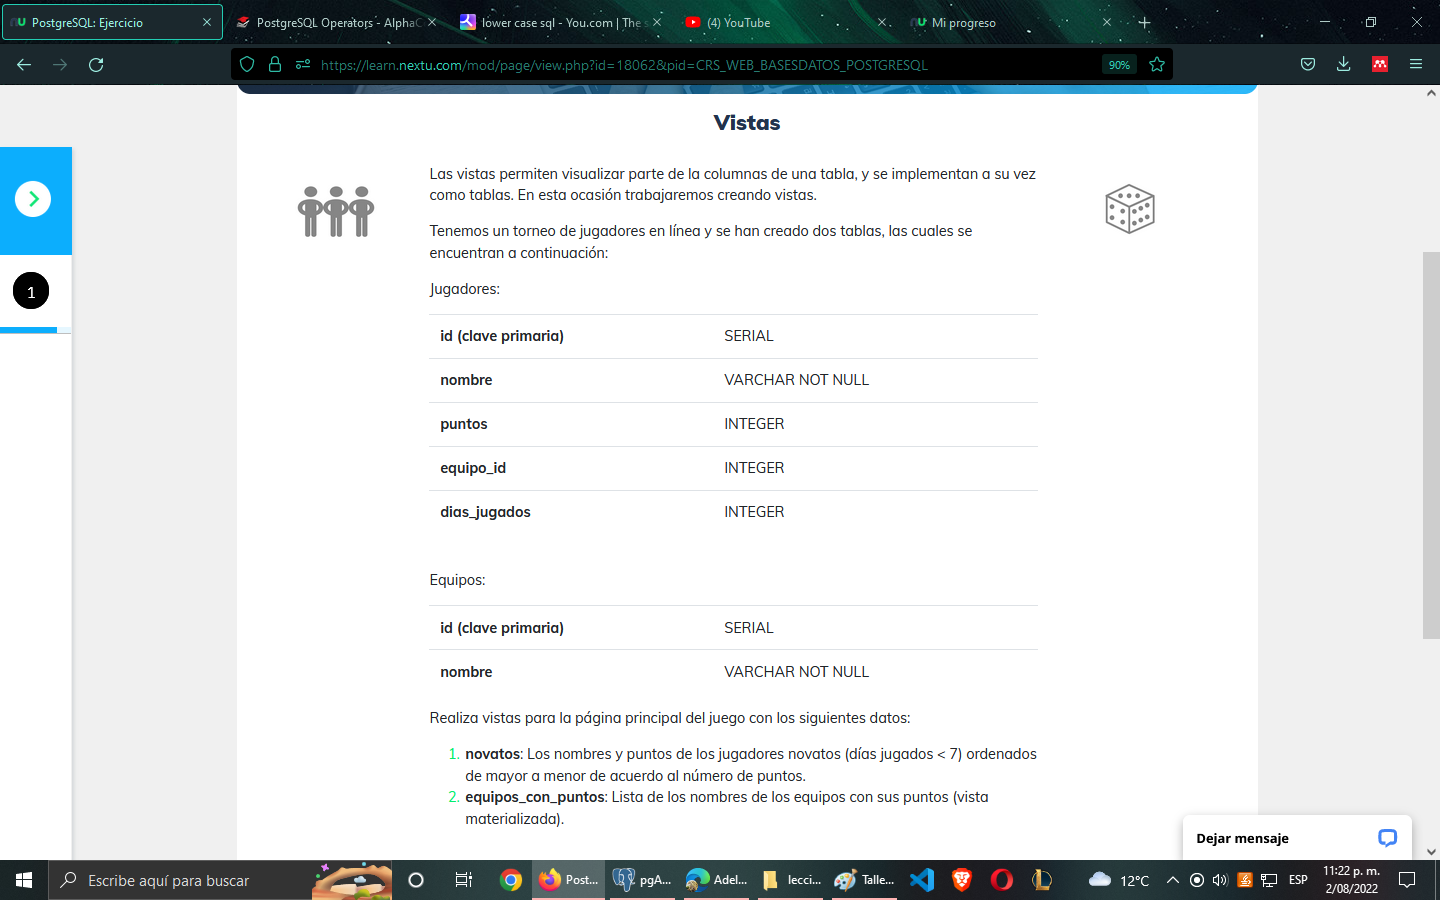 PostgreSQL: Ejercicio
PostgreSQL Operators - AlphaC
lower case sql - You.com | The s
(4) YouTube
Mi progreso
https://learn.nextu.com/mod/page/view.php?id=18062&pid=CRS_WEB_BASESDATOS_POSTGRESQL
90%
Vistas
Las vistas permiten visualizar parte de la columnas de una tabla, y se implementan a su vez
como tablas. En esta ocasión trabajaremos creando vistas.
Tenemos un torneo de jugadores en línea y se han creado dos tablas, las cuales se
encuentran a continuación:
1
Jugadores:
id (clave primaria) SERIAL
nombre VARCHAR NOT NULL
puntos INTEGER
equipo_id INTEGER
dias_jugados INTEGER
Equipos:
id (clave primaria) SERIAL
nombre VARCHAR NOT NULL
Realiza vistas para la página principal del juego con los siguientes datos:
1. novatos: Los nombres y puntos de los jugadores novatos (días jugados < 7) ordenados
de mayor a menor de acuerdo al número de puntos.
2. equipos_con_puntos: Lista de los nombres de los equipos con sus puntos (vista
materializada).
Dejar mensaje
Escribe aquí para buscar
Post...
pgA...
Adel...
lecci...
Talle...
12°C
ESP
11:22 p. m.
2/08/2022